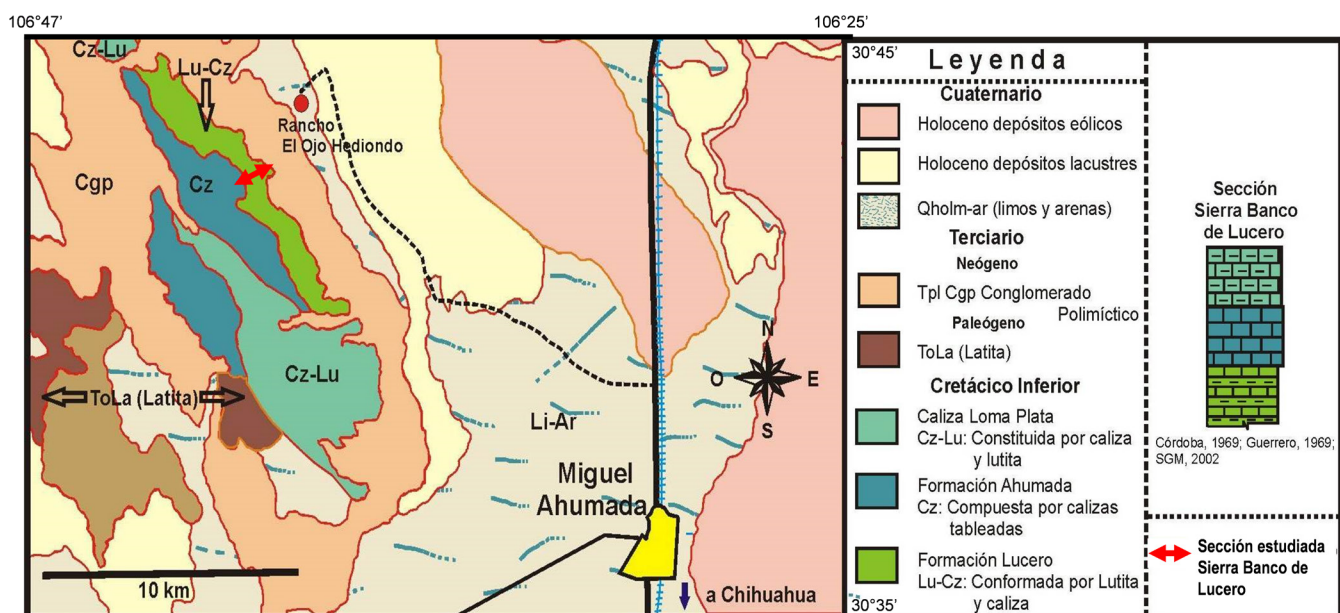 106°47’
106°25’
Cz-Lu
Lu-Cz
Rancho
El Ojo Hediondo
Cgp
Cz
ToLa (Latita)
Cz-Lu
Li-Ar
N
O
E
S
Miguel
Ahumada
10 km
a Chihuahua
30°45’
30°35’
Leyenda
Cuaternario
Holoceno depósitos eólicos
Holoceno depósitos lacustres
Qholm-ar (limos y arenas)
Terciario
Neógeno
Tpl Cgp Conglomerado
Polimíctico
Paleógeno
ToLa (Latita)
Cretácico Inferior
Caliza Loma Plata
Cz-Lu: Constituida por caliza
y lutita
Formación Ahumada
Cz: Compuesta por calizas
tableadas
Formación Lucero
Lu-Cz: Conformada por Lutita
y caliza
Sección
Sierra Banco
de Lucero
Córdoba, 1969; Guerrero, 1969;
SGM, 2002
Sección estudiada
Sierra Banco de
Lucero